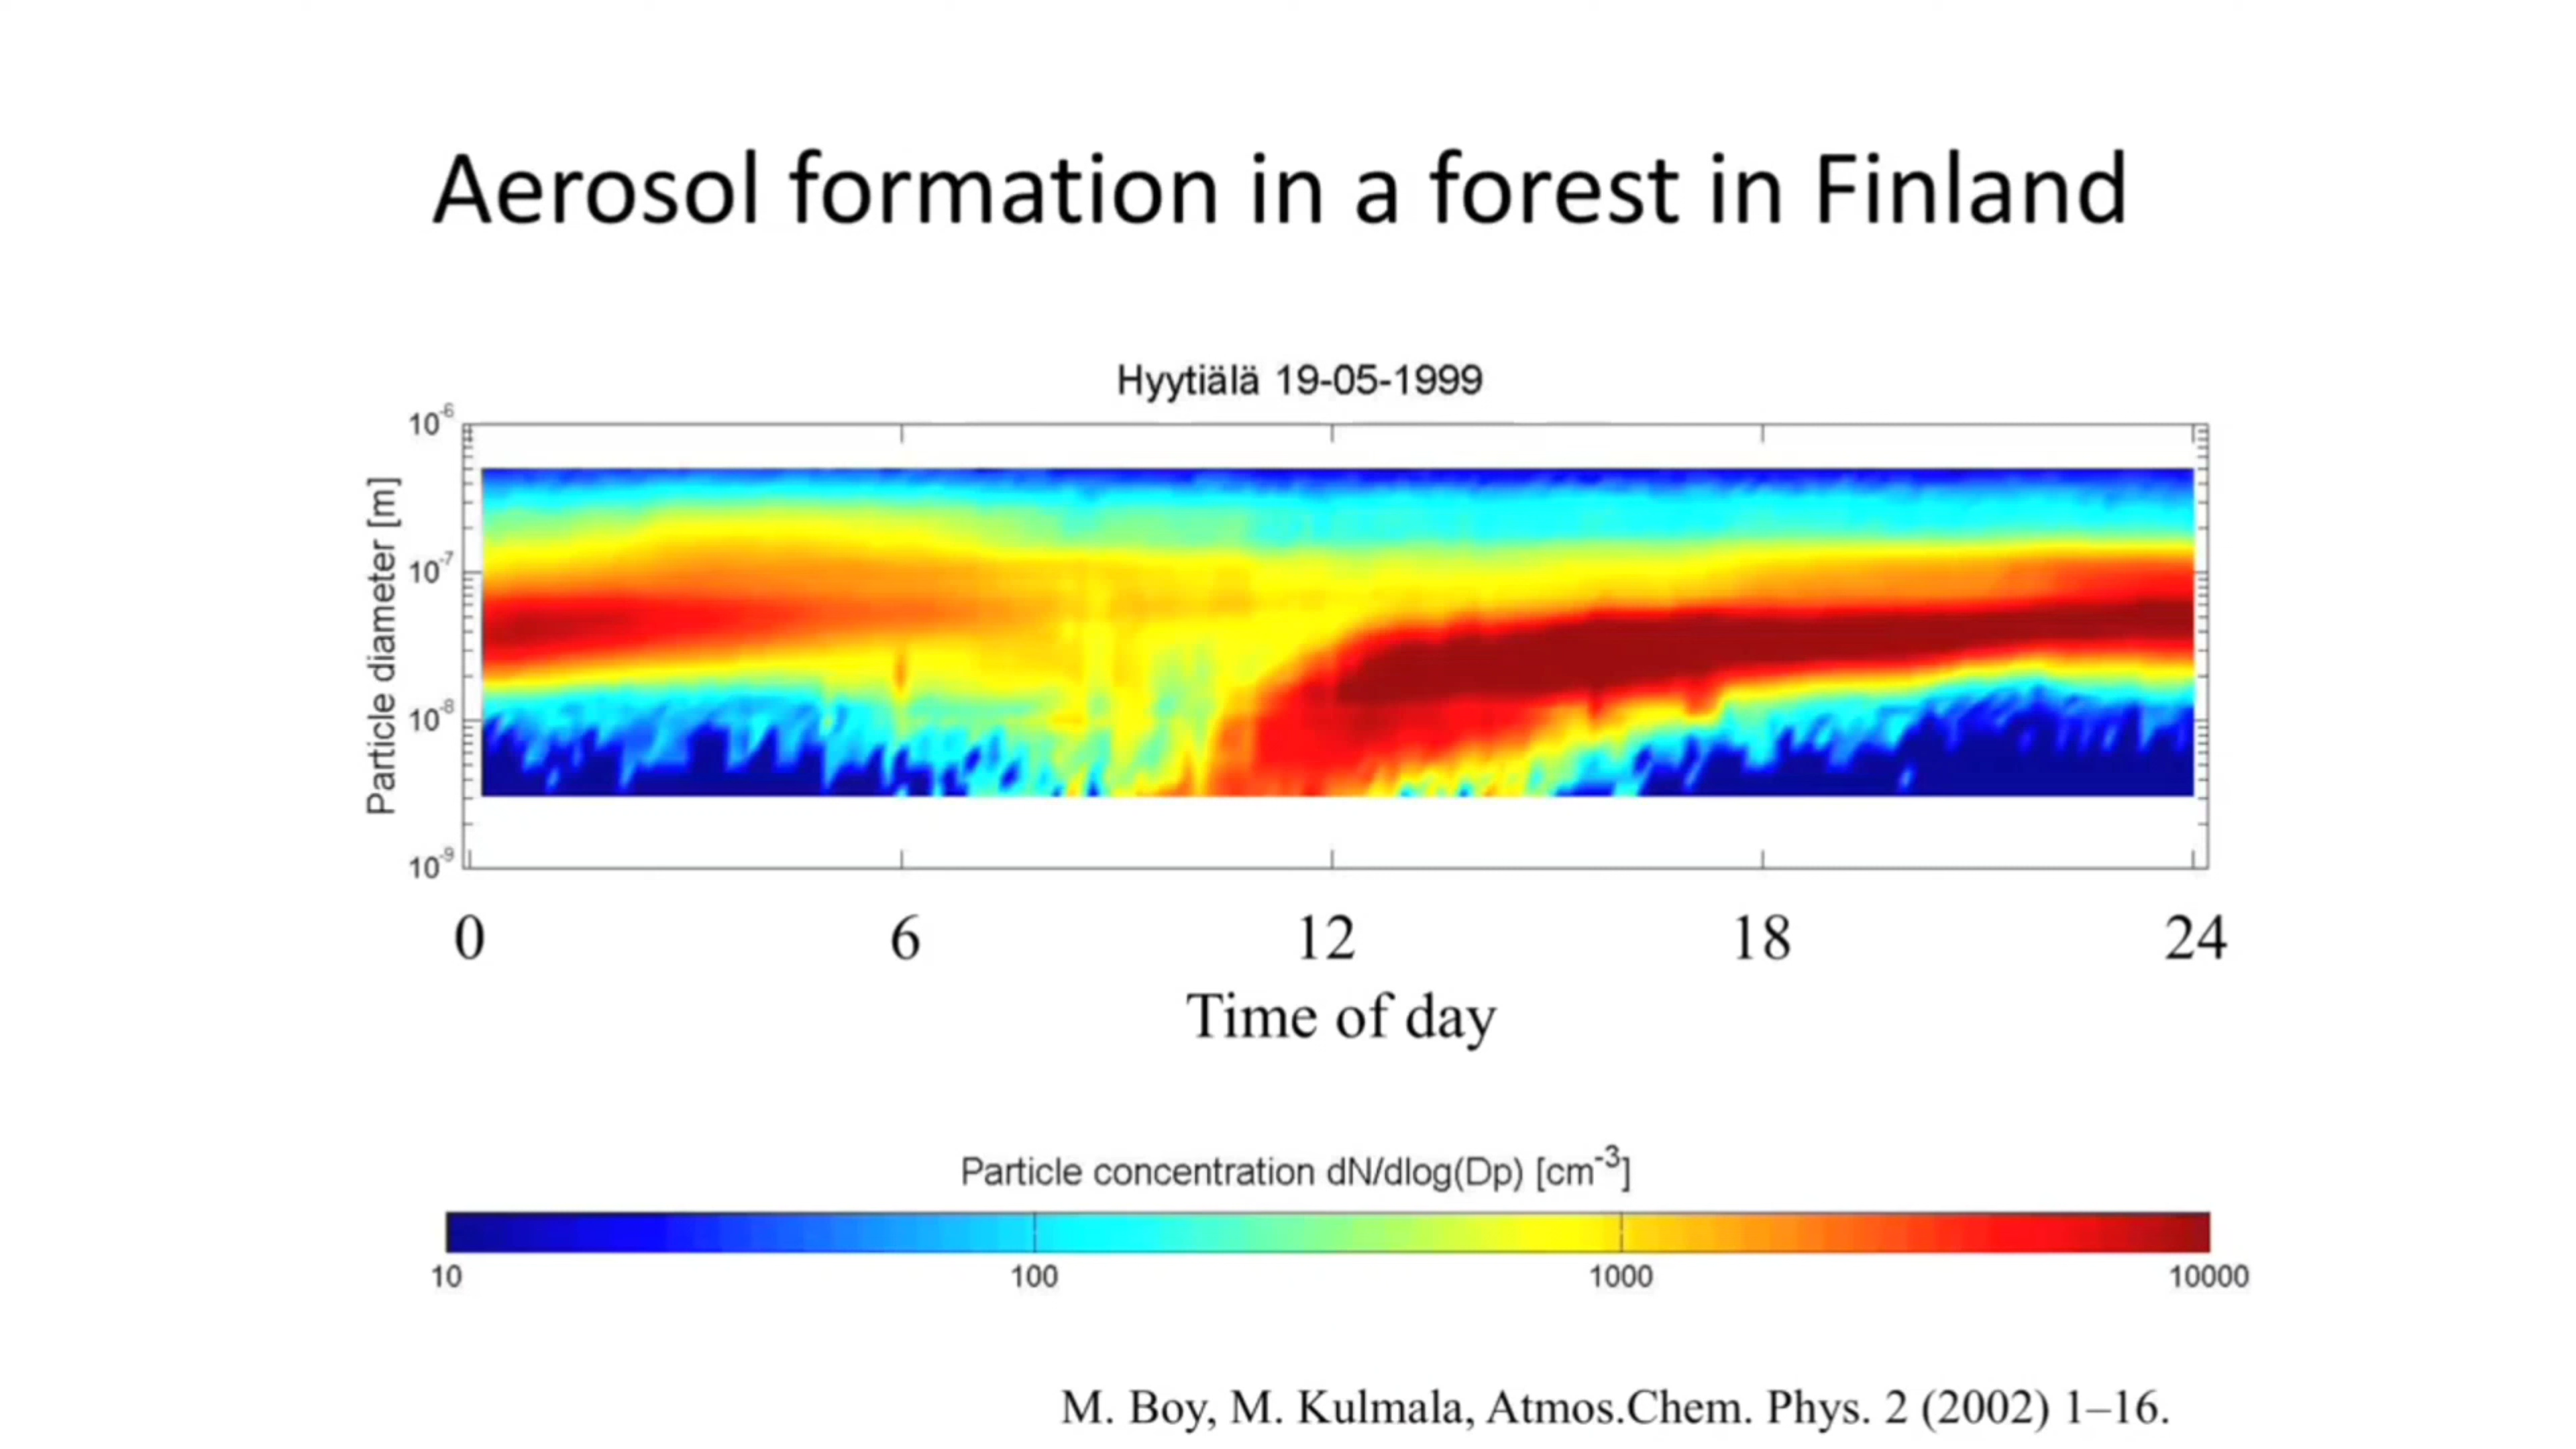 Aerosol formation in a forest in Finland
Hyytiälä 19-05-1999
Particle diameter [m]
10-6
10-7
10-8
10-9
0 6 12 18 24
Time of day
Particle concentration dN/dlog(Dp) [cm-3]
10 100 1000 10000
M. Boy, M. Kulmala, Atmos.Chem. Phys. 2 (2002) 1–16.